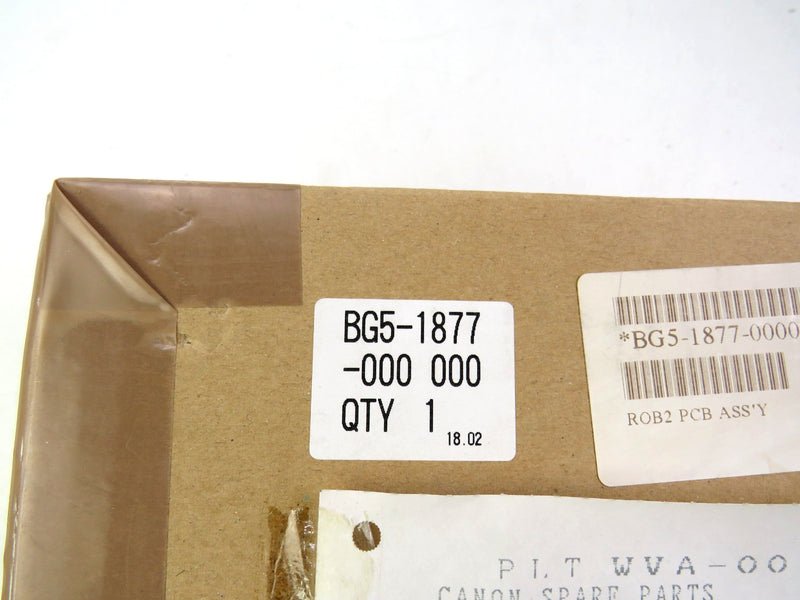 BG5-1877
-000 000
QTY 1
18.02
*BG5-1877-0000
ROB2 PCB ASS'Y
PLT WVA-00
CANON SPARE PARTS